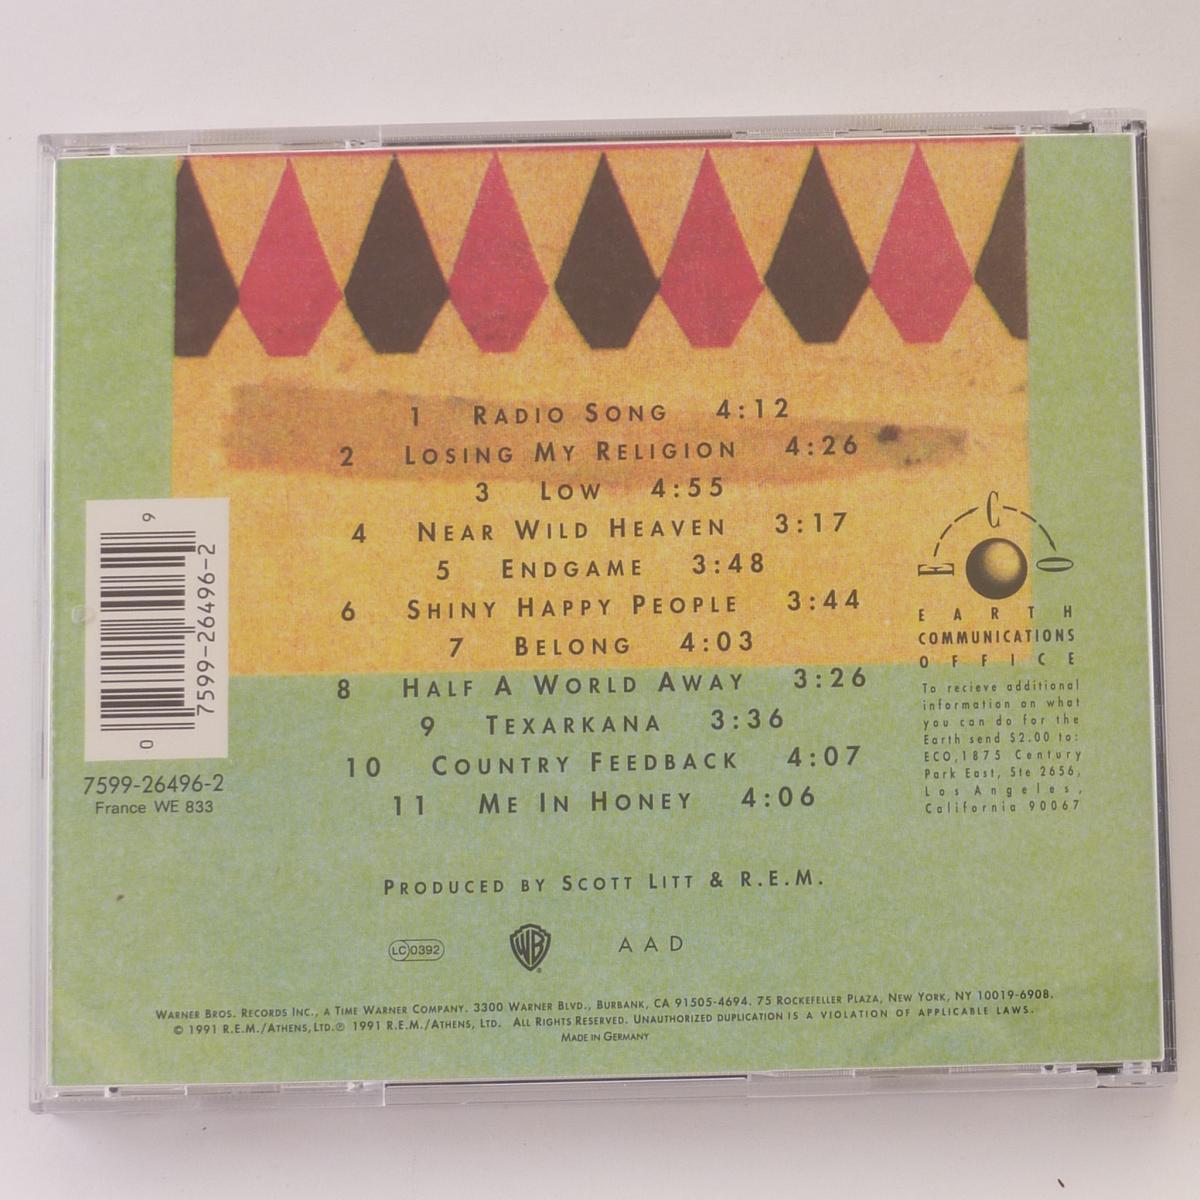 1 RADIO SONG 4:12
2 LOSING MY RELIGION 4:26
3 LOW 4:55
4 NEAR WILD HEAVEN 3:17
5 ENDGAME 3:48
6 SHINY HAPPY PEOPLE 3:44
7 BELONG 4:03
8 HALF A WORLD AWAY 3:26
9 TEXARKANA 3:36
10 COUNTRY FEEDBACK 4:07
11 ME IN HONEY 4:06
9
7599-26496-2
0
7599-26496-2
France WE 833
E C O
EARTH
COMMUNICATIONS
OFFICE
To recieve additional
information on what
you can do for the
Earth send $2.00 to:
ECO,1875 Century
Park East, Ste 2656,
Los Angeles,
California 90067
PRODUCED BY SCOTT LITT & R.E.M.
LC 0392 WB AAD
WARNER BROS. RECORDS INC., A TIME WARNER COMPANY. 3300 WARNER BLVD., BURBANK, CA 91505-4694. 75 ROCKEFELLER PLAZA, NEW YORK, NY 10019-6908.
© 1991 R.E.M./ATHENS, LTD. ℗ 1991 R.E.M./ATHENS, LTD. ALL RIGHTS RESERVED. UNAUTHORIZED DUPLICATION IS A VIOLATION OF APPLICABLE LAWS.
MADE IN GERMANY